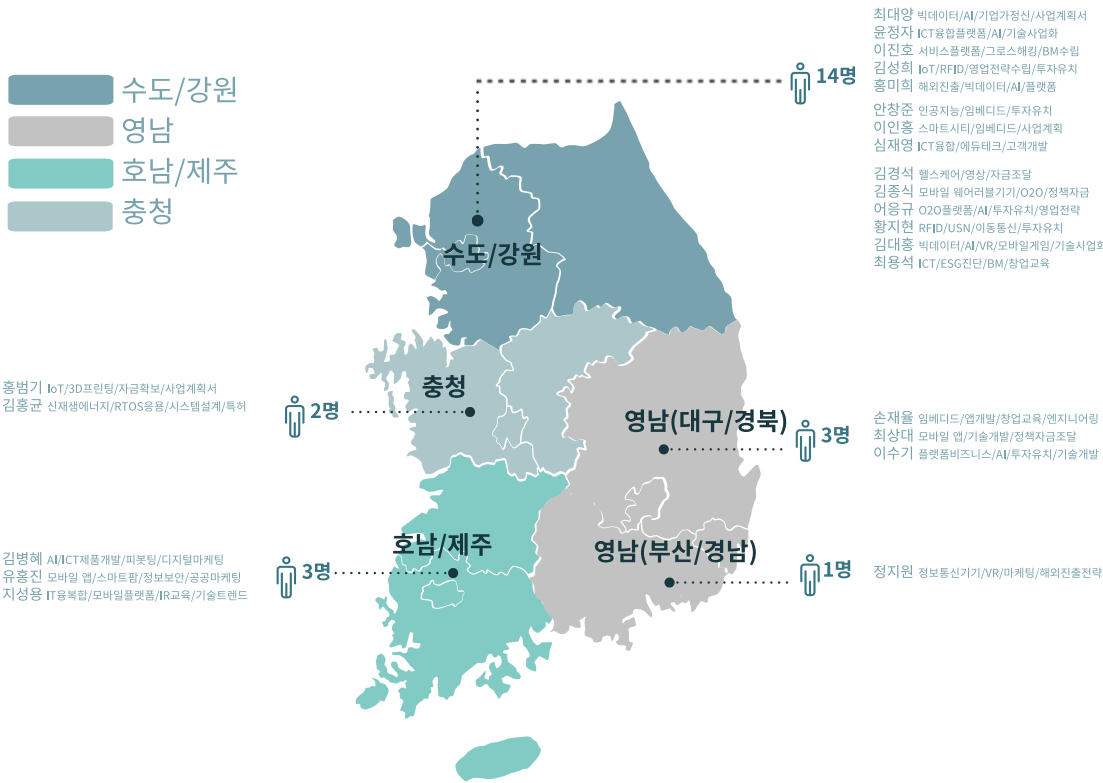 최대양 빅데이터/AI/기업가정신/사업계획서
윤정자 ICT융합플랫폼/AI/기술사업화
이진호 서비스플랫폼/그로스해킹/BM수립
김성희 IoT/RFID/영업전략수립/투자유치
홍미희 해외진출/빅데이터/AI/플랫폼
14명
안창준 인공지능/임베디드/투자유치
이인홍 스마트시티/임베디드/사업계획
심재영 ICT융합/에듀테크/고객개발
김경석 헬스케어/영상/자금조달
김종식 모바일 웨어러블기기/O2O/정책자금
어응규 O2O플랫폼/AI/투자유치/영업전략
황지현 RFID/USN/이동통신/투자유치
김대홍 빅데이터/AI/VR/모바일게임/기술사업화
최용석 ICT/ESG진단/BM/창업교육
수도/강원
영남
호남/제주
충청
수도/강원
충청
홍범기 IoT/3D프린팅/자금확보/사업계획서
김홍균 신재생에너지/RTOS응용/시스템설계/특허
2명
영남(대구/경북)
3명
손재율 임베디드/앱개발/창업교육/엔지니어링
최상대 모바일 앱/기술개발/정책자금조달
이수기 플랫폼비즈니스/AI/투자유치/기술개발
호남/제주
김병혜 AI/ICT제품개발/피봇팅/디지털마케팅
유홍진 모바일 앱/스마트팜/정보보안/공공마케팅
지성용 IT융복합/모바일플랫폼/IR교육/기술트렌드
3명
영남(부산/경남)
1명
정지원 정보통신기기/VR/마케팅/해외진출전략